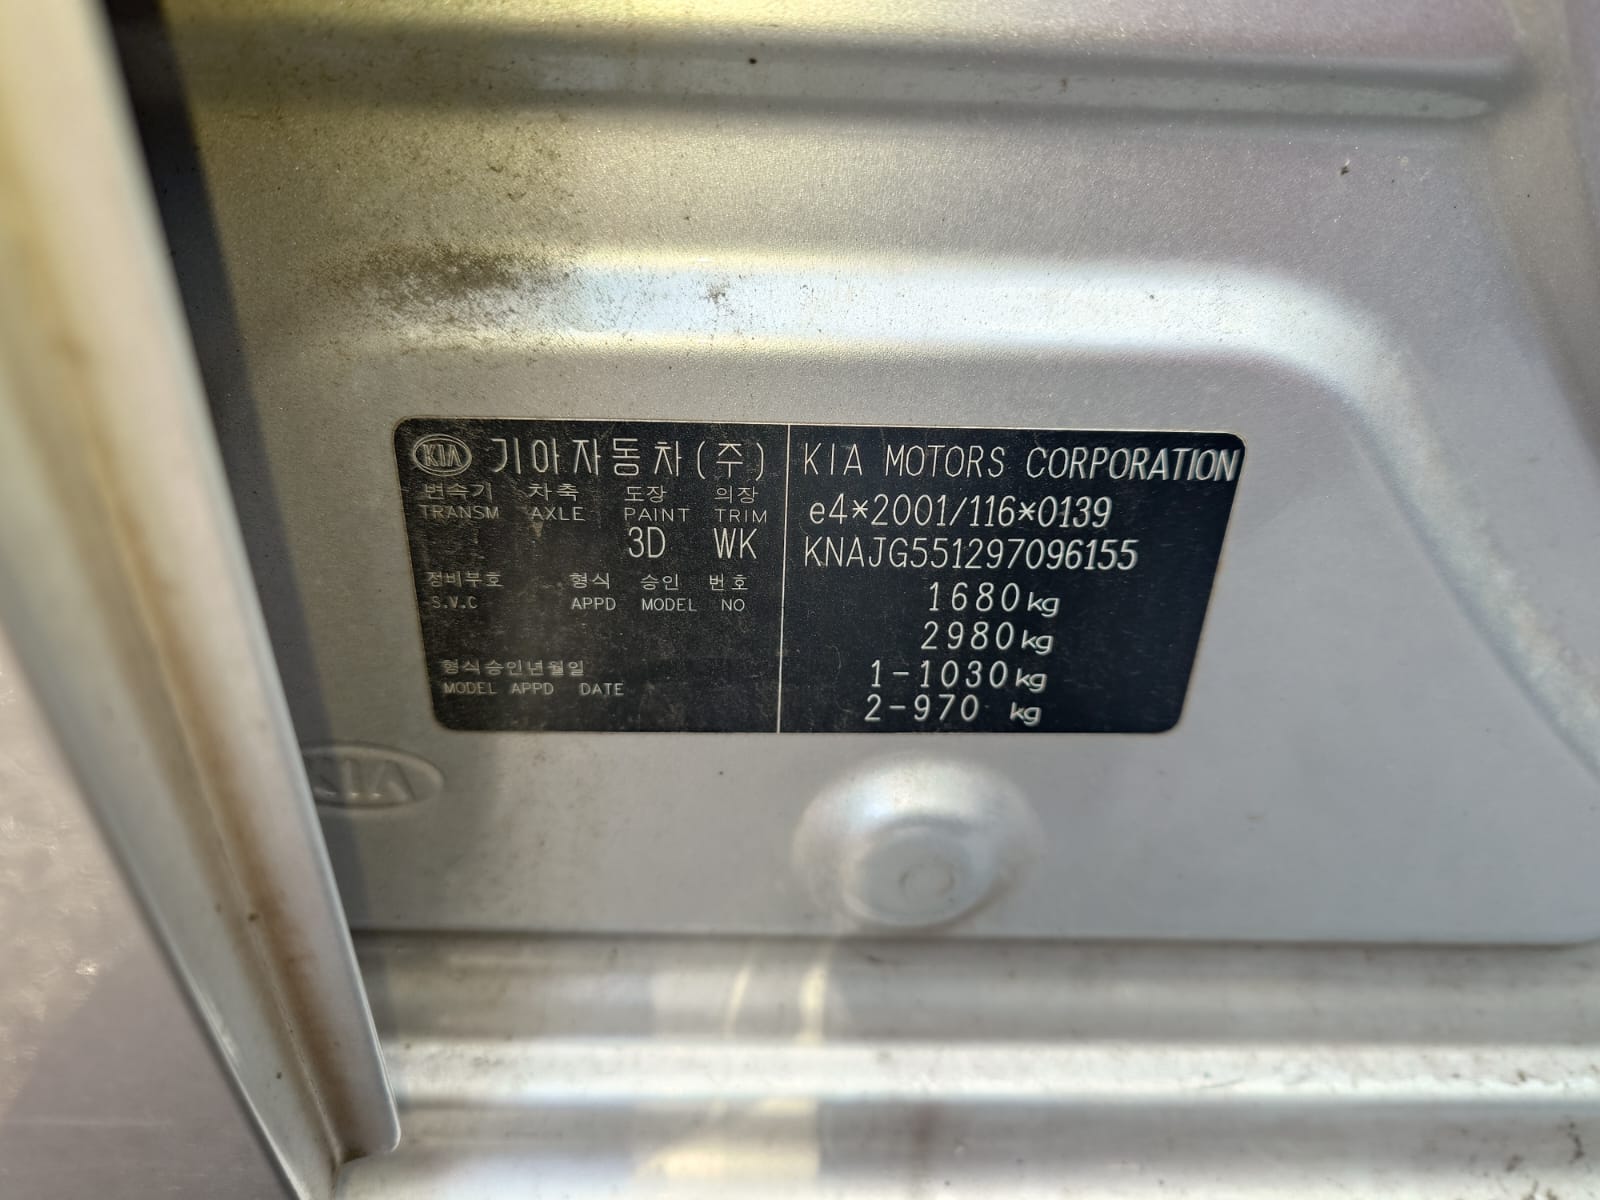 KIA 기아자동차(주)
변속기 차축 도장 의장
TRANSM AXLE PAINT TRIM
3D WK
정비부호 형식 승인 번호
S.V.C APPD MODEL NO
형식승인년월일
MODEL APPD DATE
KIA MOTORS CORPORATION
e4*2001/116*0139
KNAJG551297096155
1680kg
2980kg
1-1030kg
2-970 kg
KIA